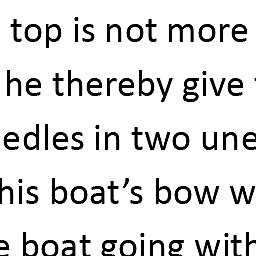 top is not more
he thereby give
edles in two une
his boat’s bow w
e boat going with